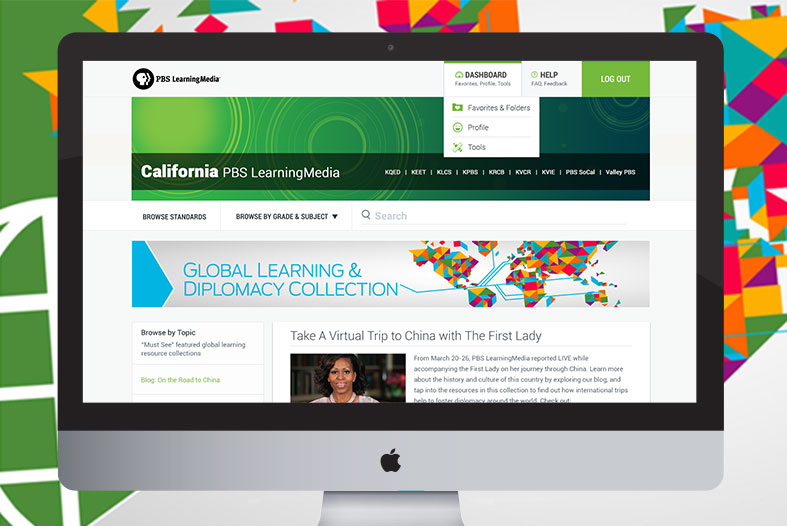 PBS LearningMedia
DASHBOARD
Favorites, Profile, Tools
HELP
FAQ, Feedback
LOG OUT
Favorites & Folders
Profile
Tools
California PBS LearningMedia
KQED | KEET | KLCS | KPBS | KRCB | KVCR | KVIE | PBS SoCal | Valley PBS
BROWSE STANDARDS
BROWSE BY GRADE & SUBJECT
Search
GLOBAL LEARNING &
DIPLOMACY COLLECTION
Browse by Topic
"Must See" featured global learning
resource collections
Blog: On the Road to China
Take A Virtual Trip to China with The First Lady
From March 20-26, PBS LearningMedia reported LIVE while
accompanying the First Lady on her journey through China. Learn more
about the history and culture of this country by exploring our blog, and
tap into the resources in this collection to find out how international trips
help to foster diplomacy around the world. Check out